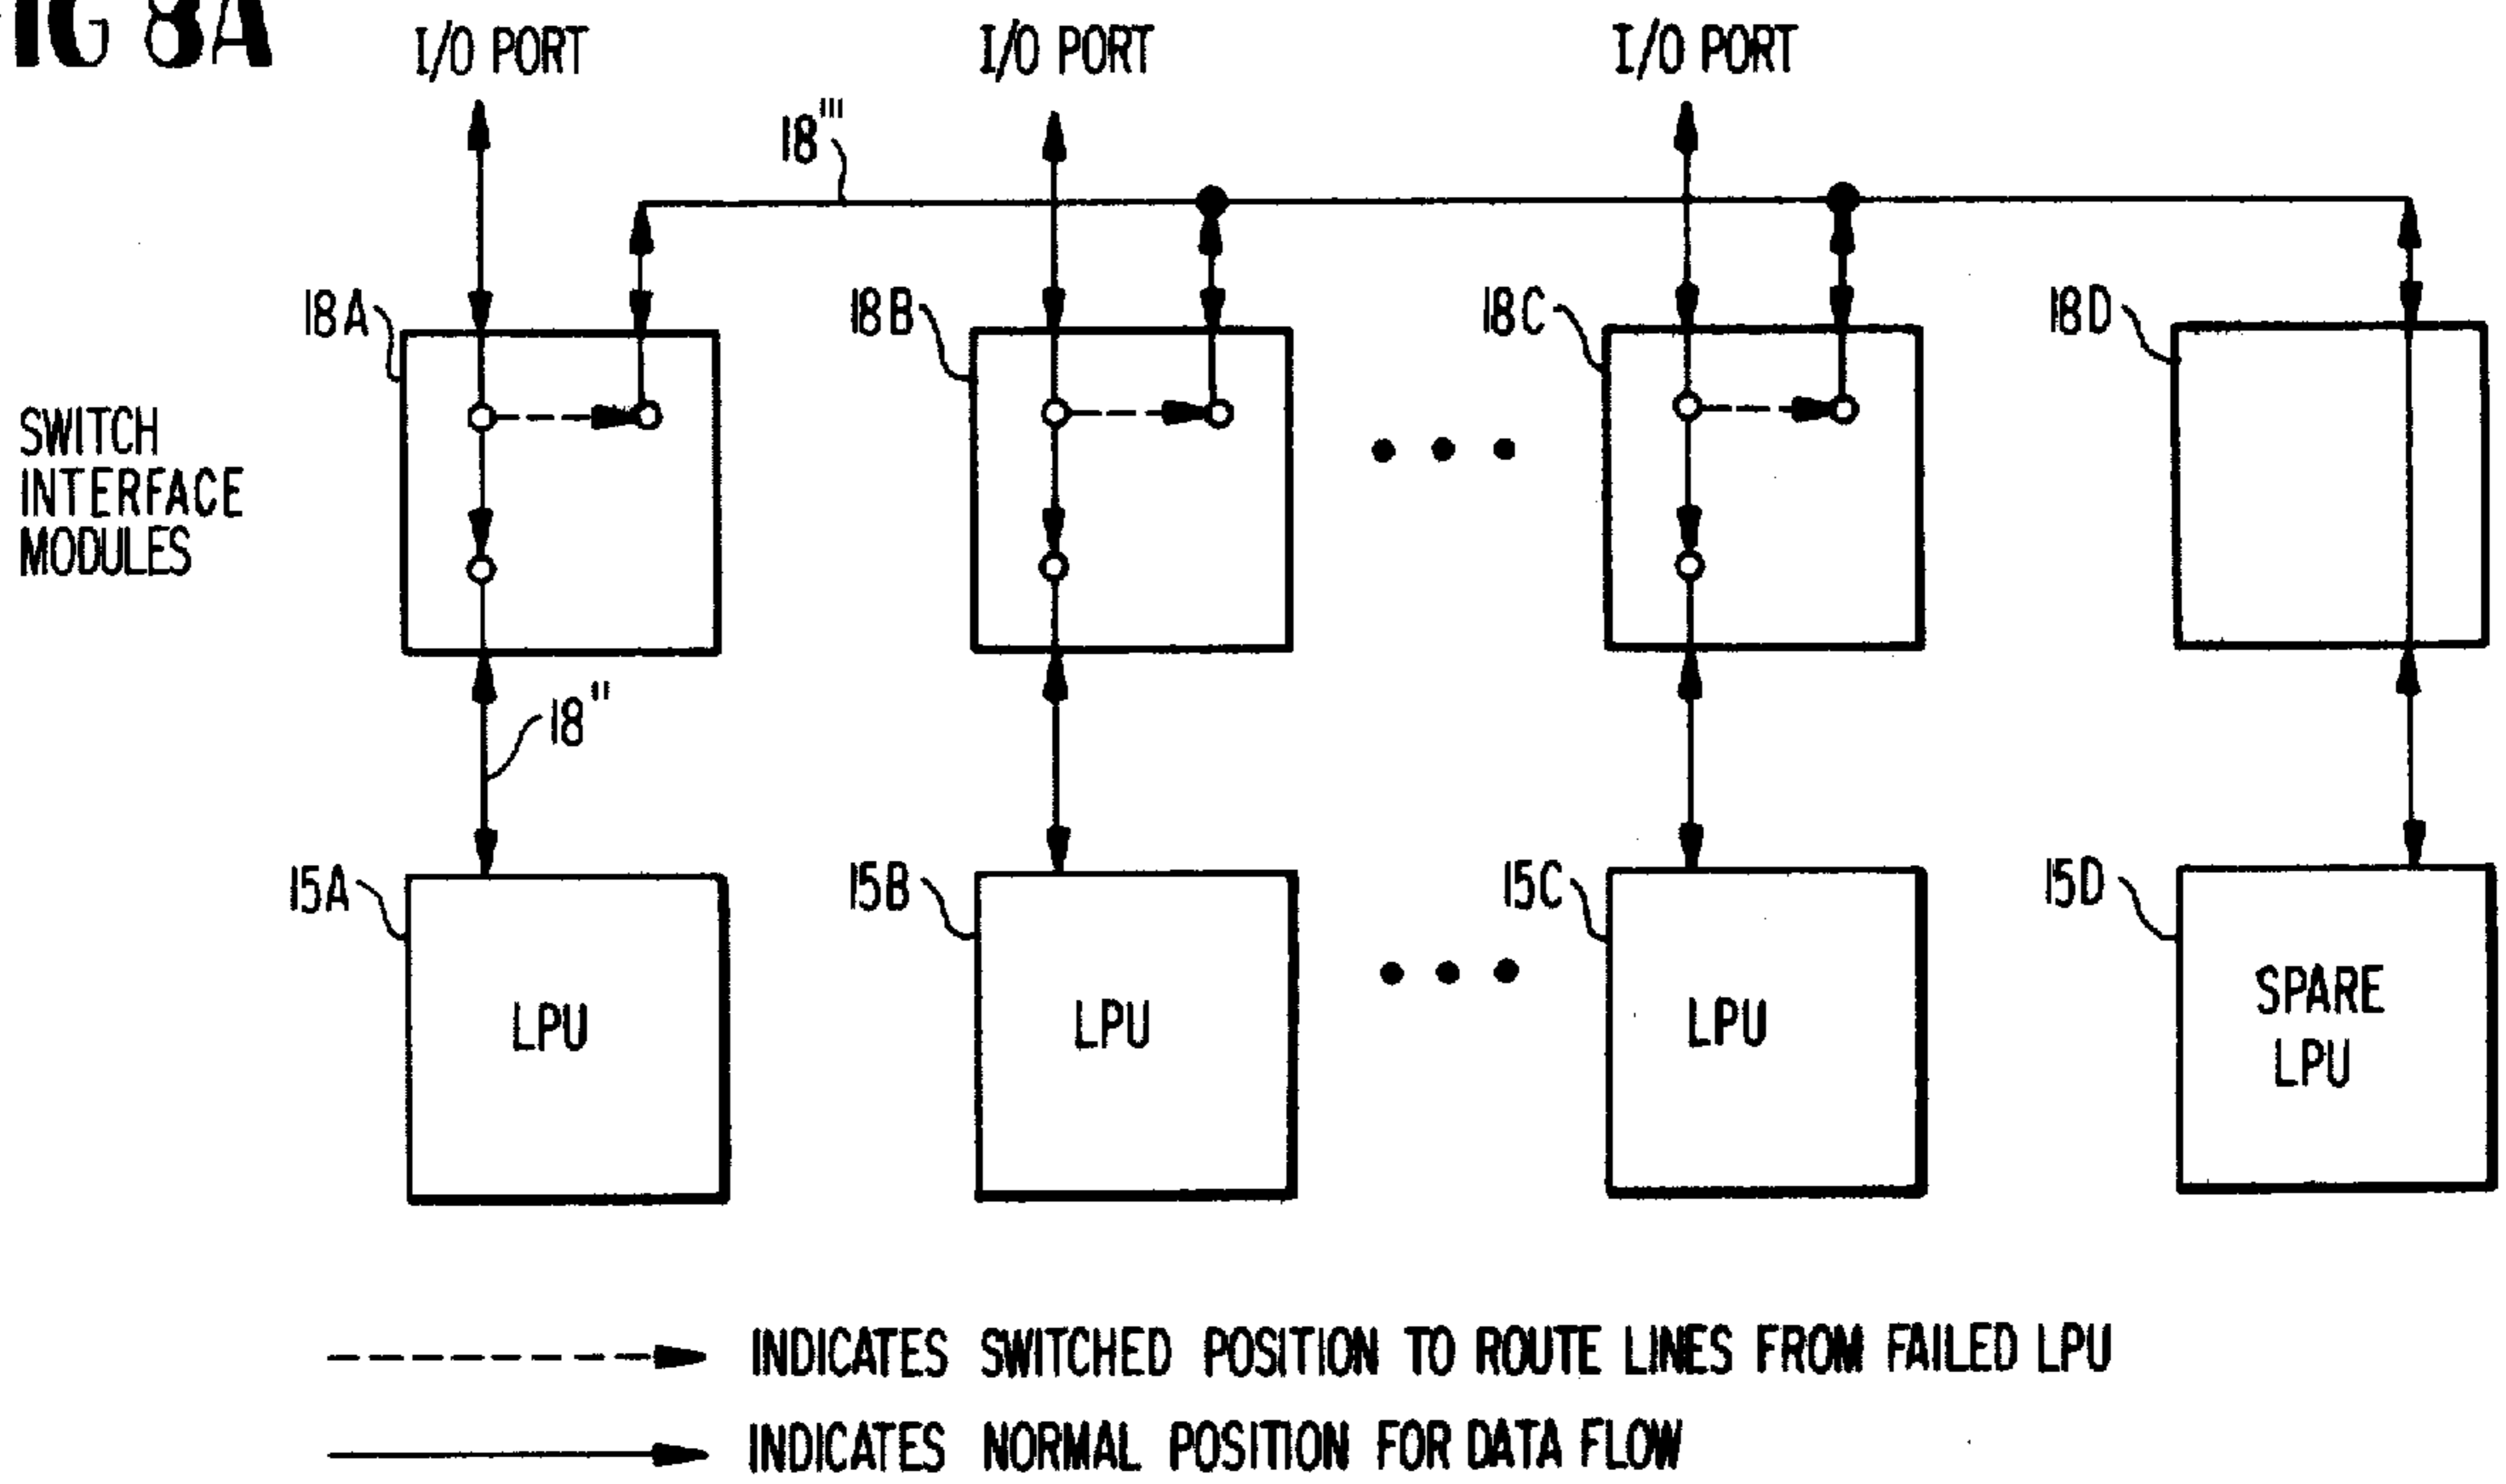 FIG 8A
I/O PORT
I/O PORT
I/O PORT
18'''
18A
18B
18C
18D
SWITCH
INTERFACE
MODULES
18"
15A
15B
15C
15D
LPU
LPU
LPU
SPARE
LPU
INDICATES SWITCHED POSITION TO ROUTE LINES FROM FAILED LPU
INDICATES NORMAL POSITION FOR DATA FLOW